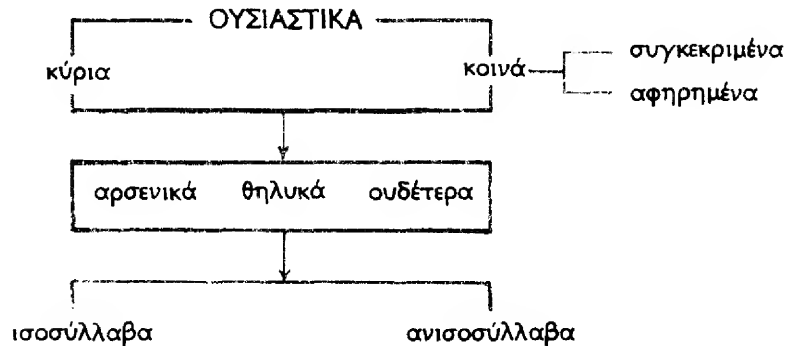 ΟΥΣΙΑΣΤΙΚΑ
κύρια κοινά συγκεκριμένα
αφηρημένα
αρσενικά θηλυκά ουδέτερα
ισοσύλλαβα ανισοσύλλαβα